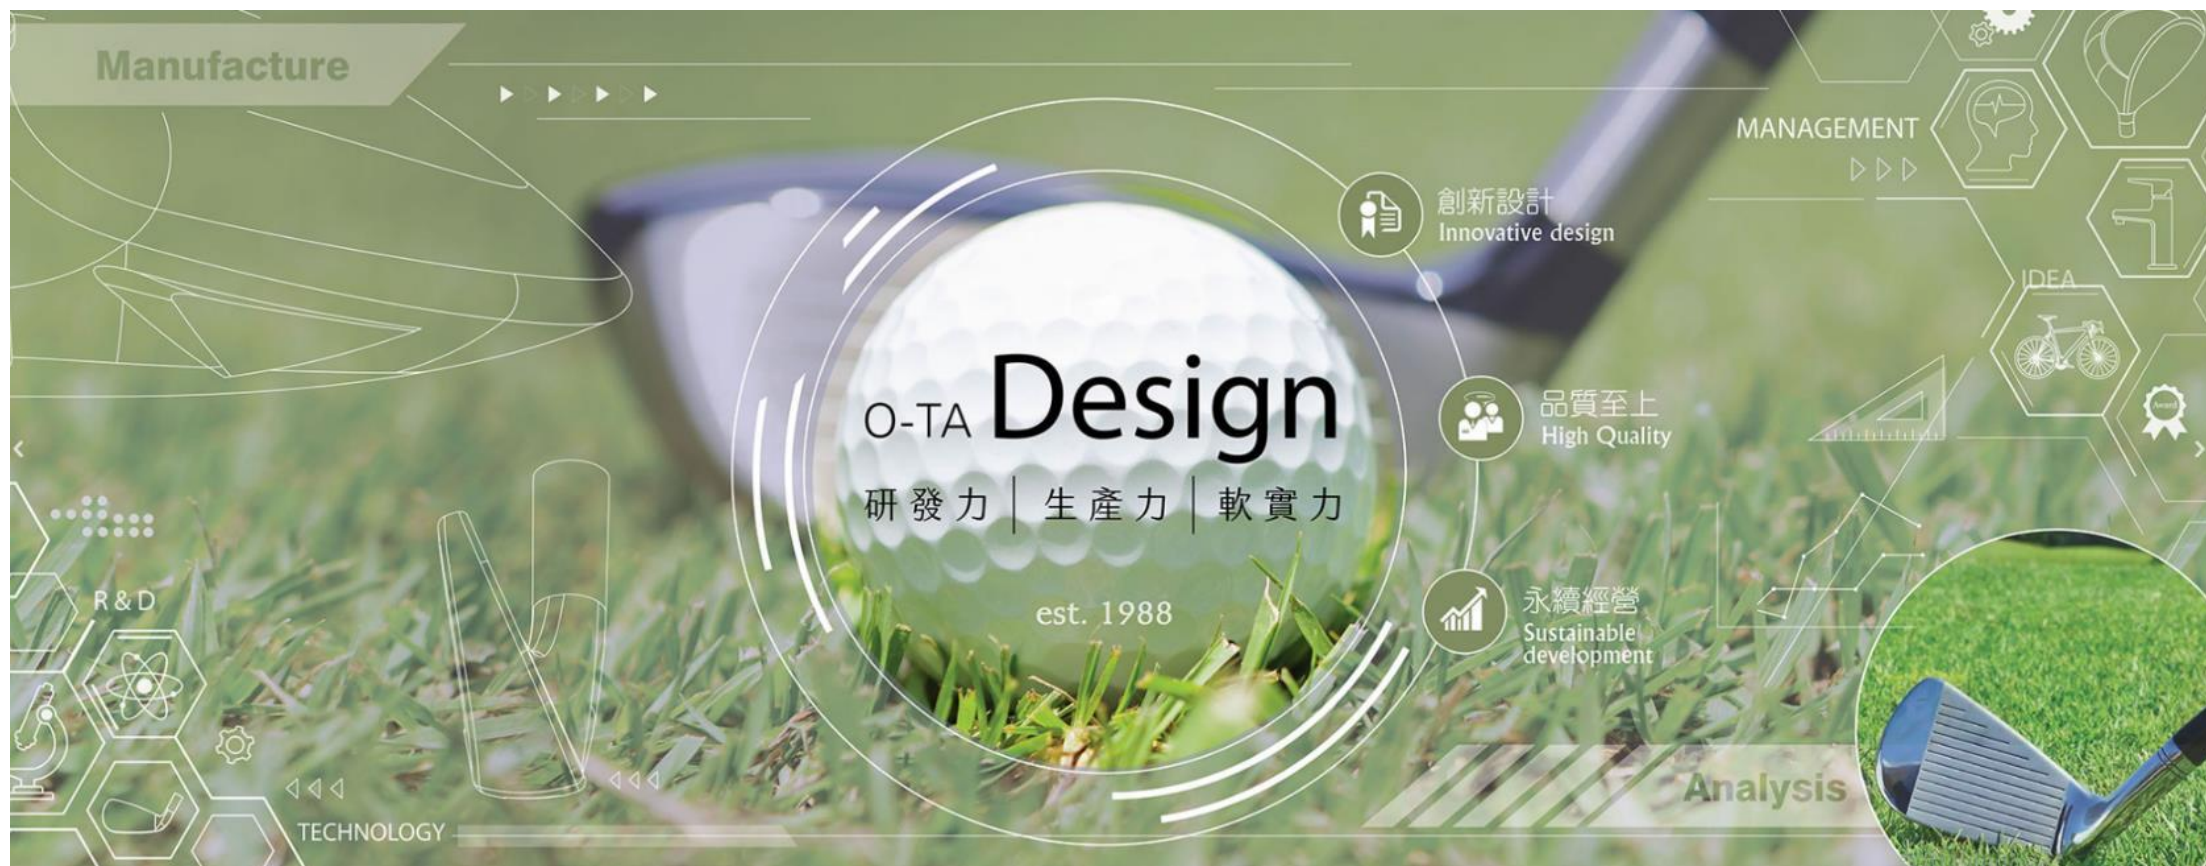 Manufacture
MANAGEMENT
創新設計
Innovative design
IDEA
O-TA Design
品質至上
High Quality
Award
研發力│生產力│軟實力
est. 1988
永續經營
Sustainable
development
R & D
Analysis
TECHNOLOGY